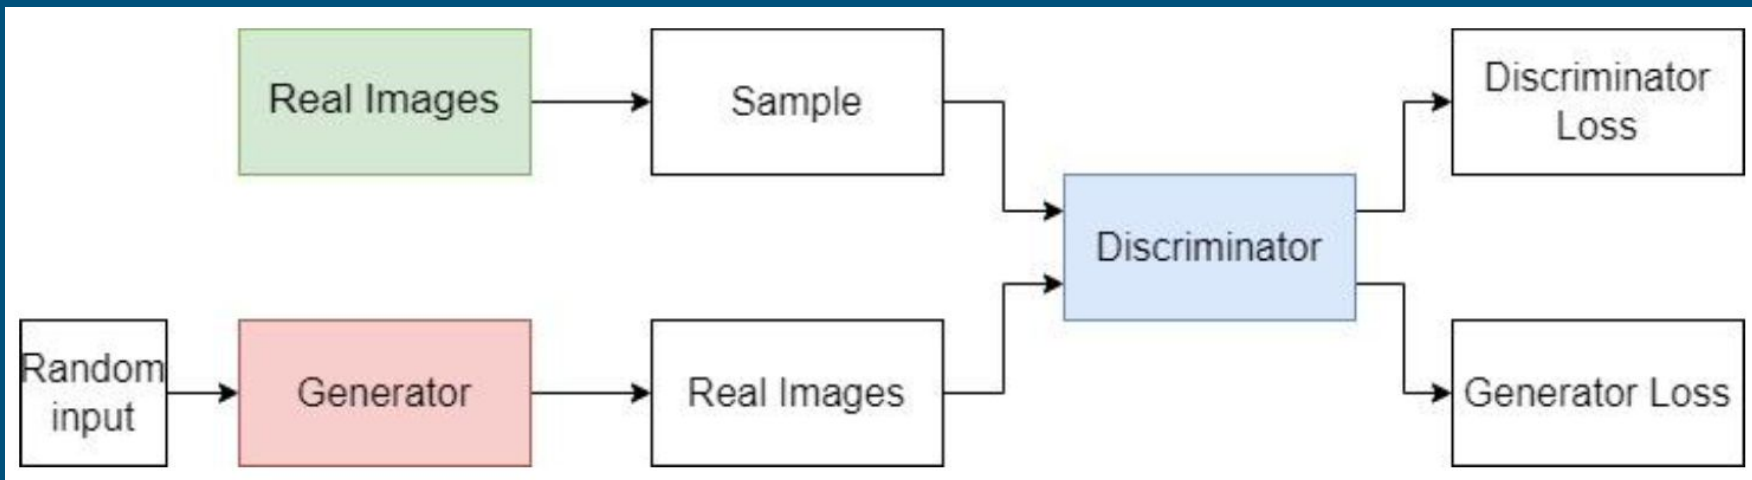 Real Images
Sample
Discriminator
Loss
Discriminator
Random
input
Generator
Real Images
Generator Loss